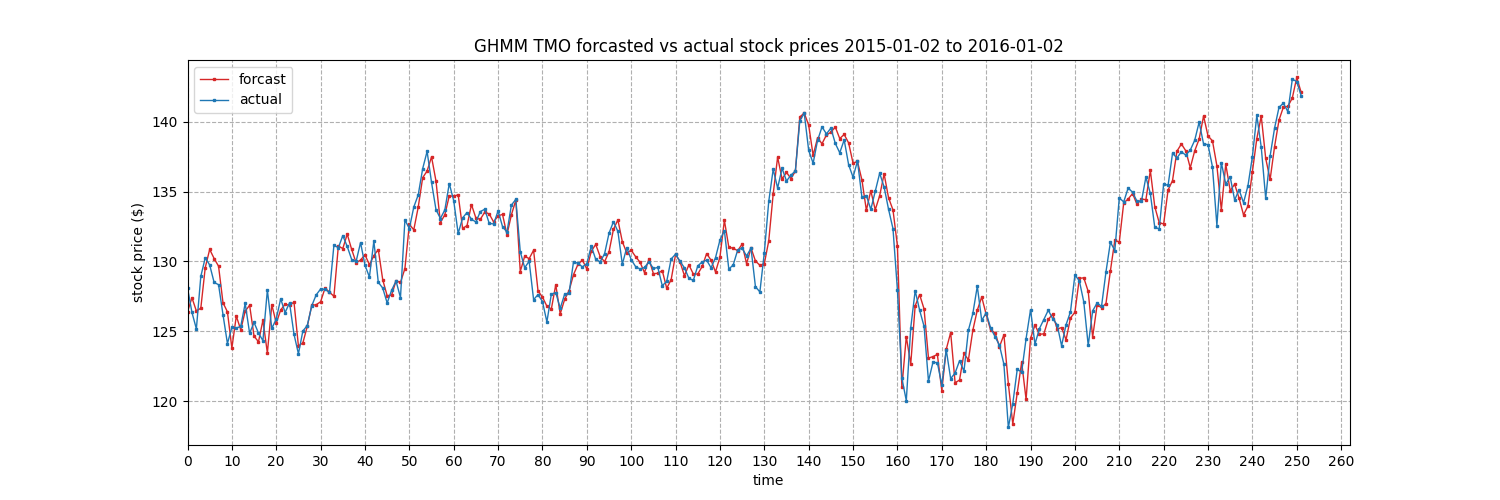 GHMM TMO forcasted vs actual stock prices 2015-01-02 to 2016-01-02
forcast
actual
stock price ($)
140
135
130
125
120
0 10 20 30 40 50 60 70 80 90 100 110 120 130 140 150 160 170 180 190 200 210 220 230 240 250 260
time